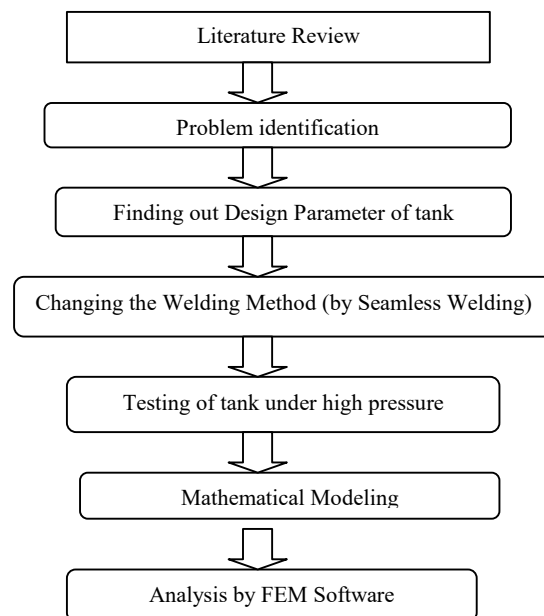 Literature Review
Problem identification
Finding out Design Parameter of tank
Changing the Welding Method (by Seamless Welding)
Testing of tank under high pressure
Mathematical Modeling
Analysis by FEM Software